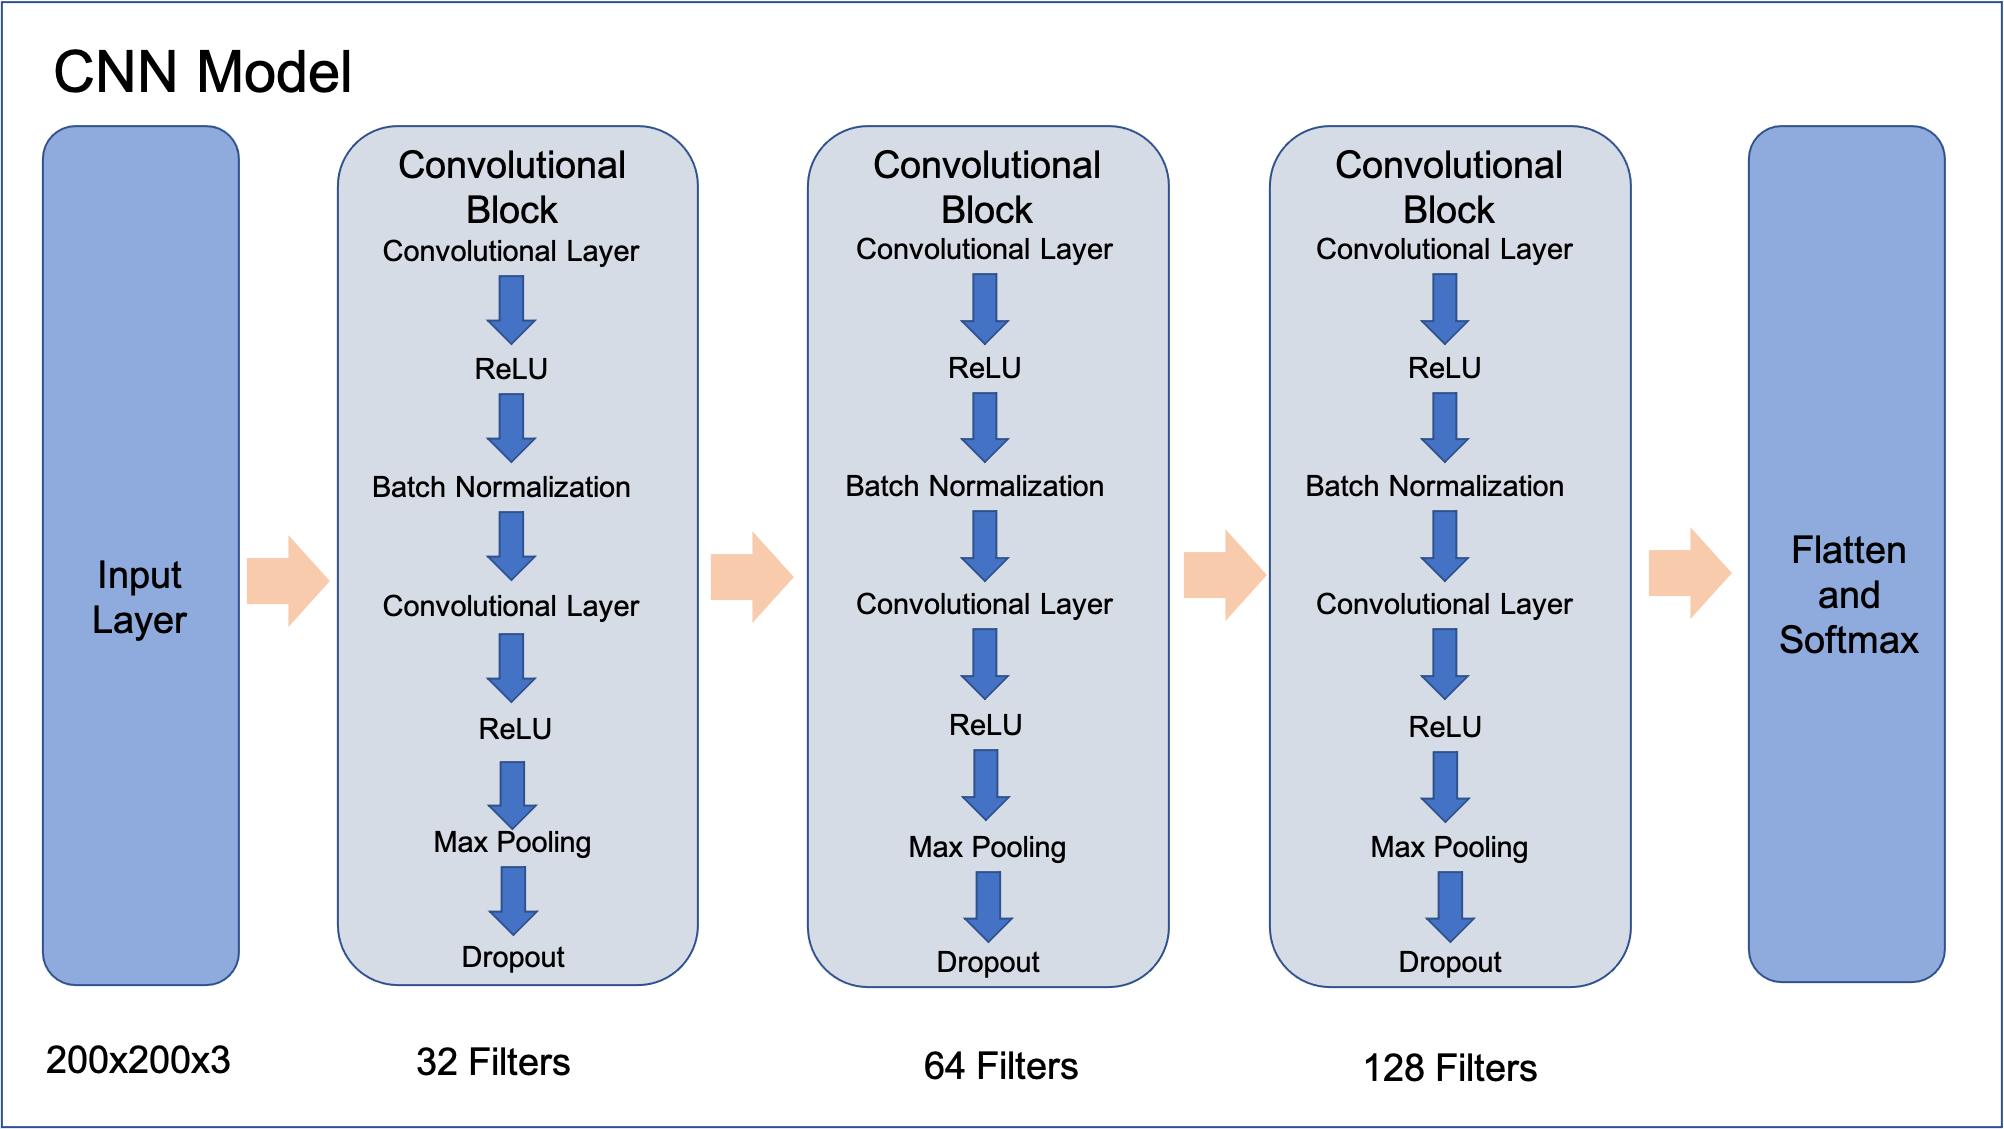 CNN Model
Input
Layer
200x200x3
Convolutional
Block
Convolutional Layer
ReLU
Batch Normalization
Convolutional Layer
ReLU
Max Pooling
Dropout
32 Filters
Convolutional
Block
Convolutional Layer
ReLU
Batch Normalization
Convolutional Layer
ReLU
Max Pooling
Dropout
64 Filters
Convolutional
Block
Convolutional Layer
ReLU
Batch Normalization
Convolutional Layer
ReLU
Max Pooling
Dropout
128 Filters
Flatten
and
Softmax